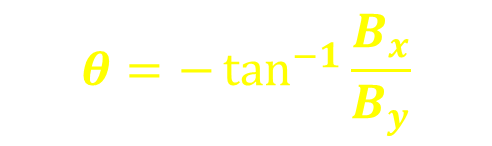 θ = − tan⁻¹ Bₓ / B_y